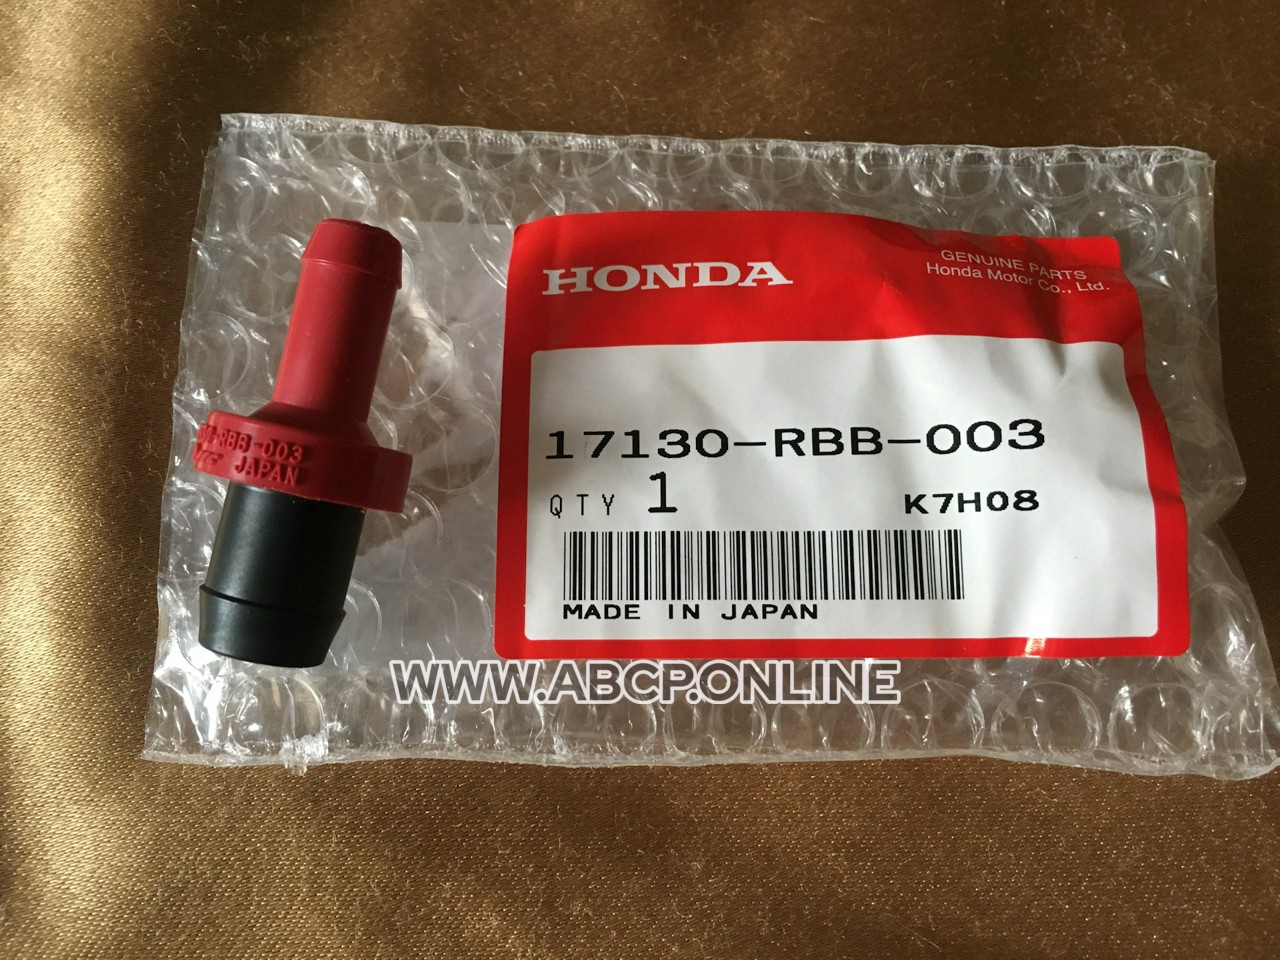 HONDA
GENUINE PARTS
Honda Motor Co., Ltd.
17130-RBB-003
QTY 1 K7H08
MADE IN JAPAN
-RBB-003
JAPAN
WWW.ABCP.ONLINE